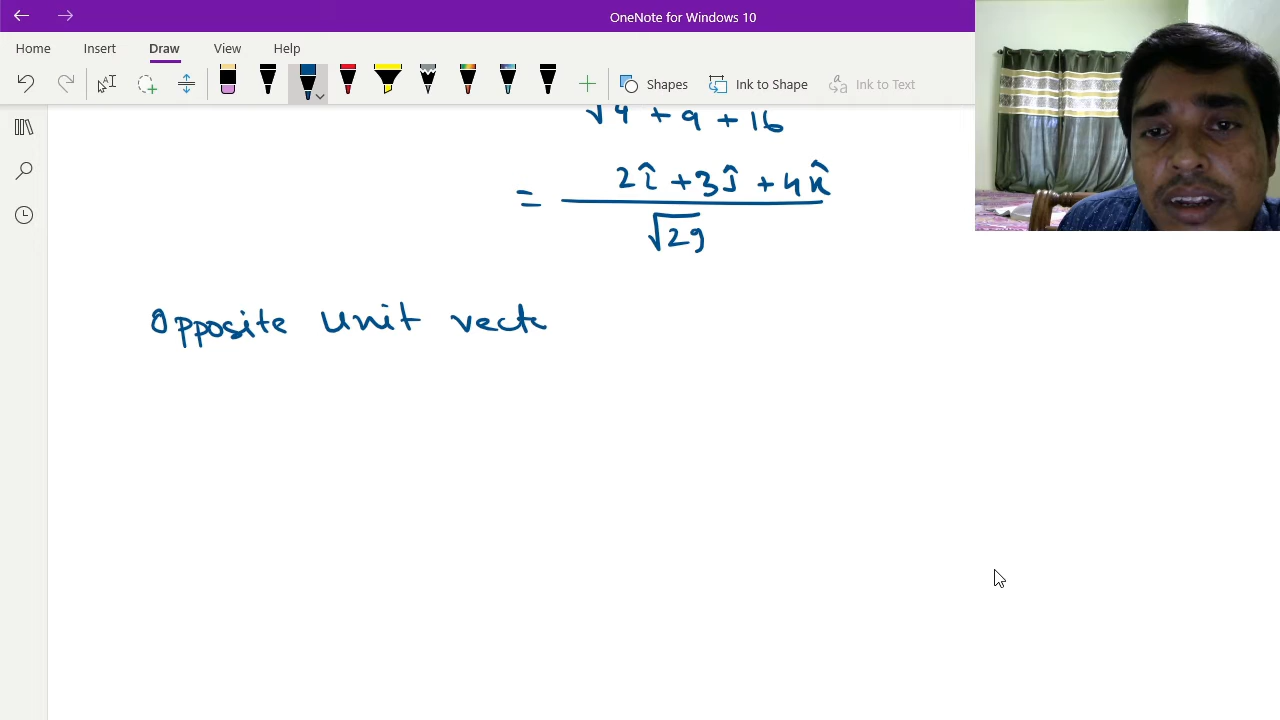 OneNote for Windows 10
Home Insert Draw View Help
Shapes Ink to Shape Ink to Text
√4 + 9 + 16
= 2î + 3ĵ + 4k̂
√29
Opposite unit vecto